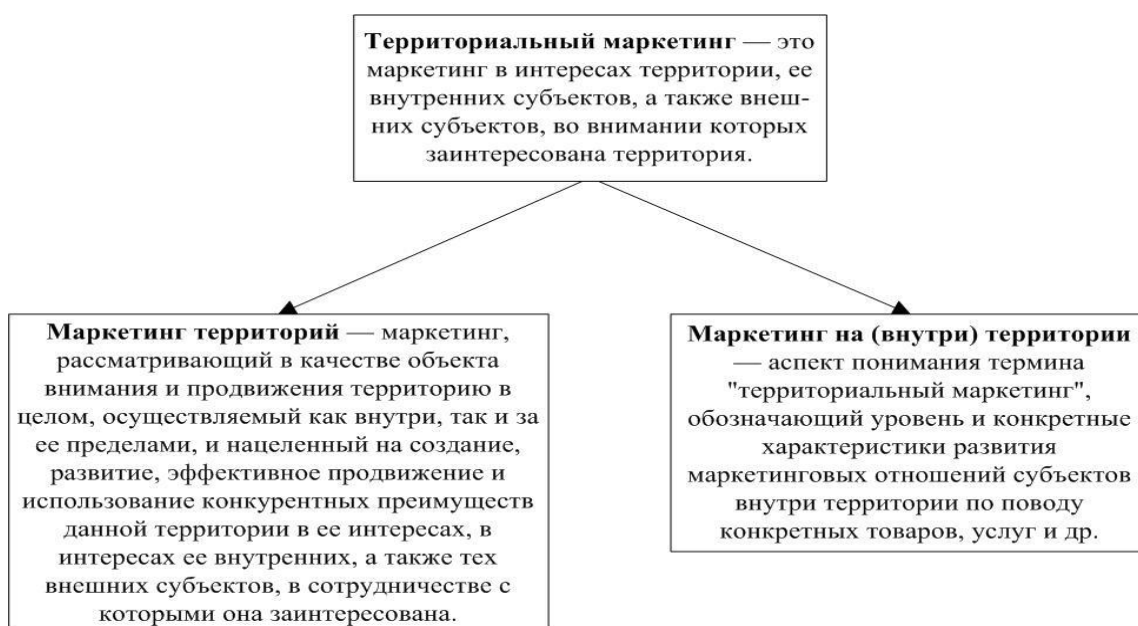 Территориальный маркетинг — это
маркетинг в интересах территории, ее
внутренних субъектов, а также внеш-
них субъектов, во внимании которых
заинтересована территория.
Маркетинг территорий — маркетинг,
рассматривающий в качестве объекта
внимания и продвижения территорию в
целом, осуществляемый как внутри, так и за
ее пределами, и нацеленный на создание,
развитие, эффективное продвижение и
использование конкурентных преимуществ
данной территории в ее интересах, в
интересах ее внутренних, а также тех
внешних субъектов, в сотрудничестве с
которыми она заинтересована.
Маркетинг на (внутри) территории
— аспект понимания термина
"территориальный маркетинг",
обозначающий уровень и конкретные
характеристики развития
маркетинговых отношений субъектов
внутри территории по поводу
конкретных товаров, услуг и др.